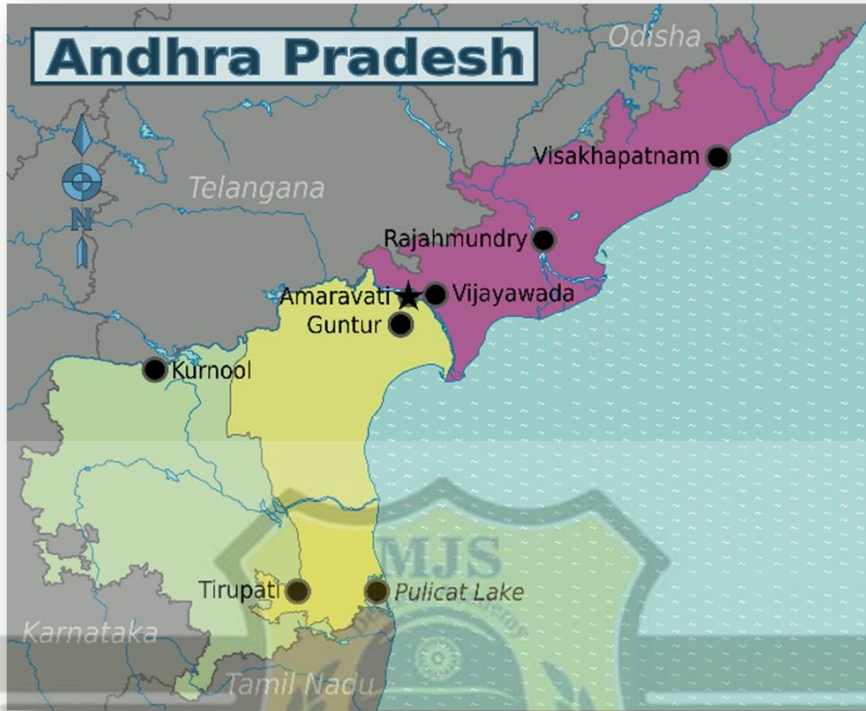 Andhra Pradesh
Odisha
Visakhapatnam
Telangana
N
Rajahmundry
Amaravati
Vijayawada
Guntur
Kurnool
MJS
Tirupati
Pulicat Lake
Karnataka
Tamil Nadu